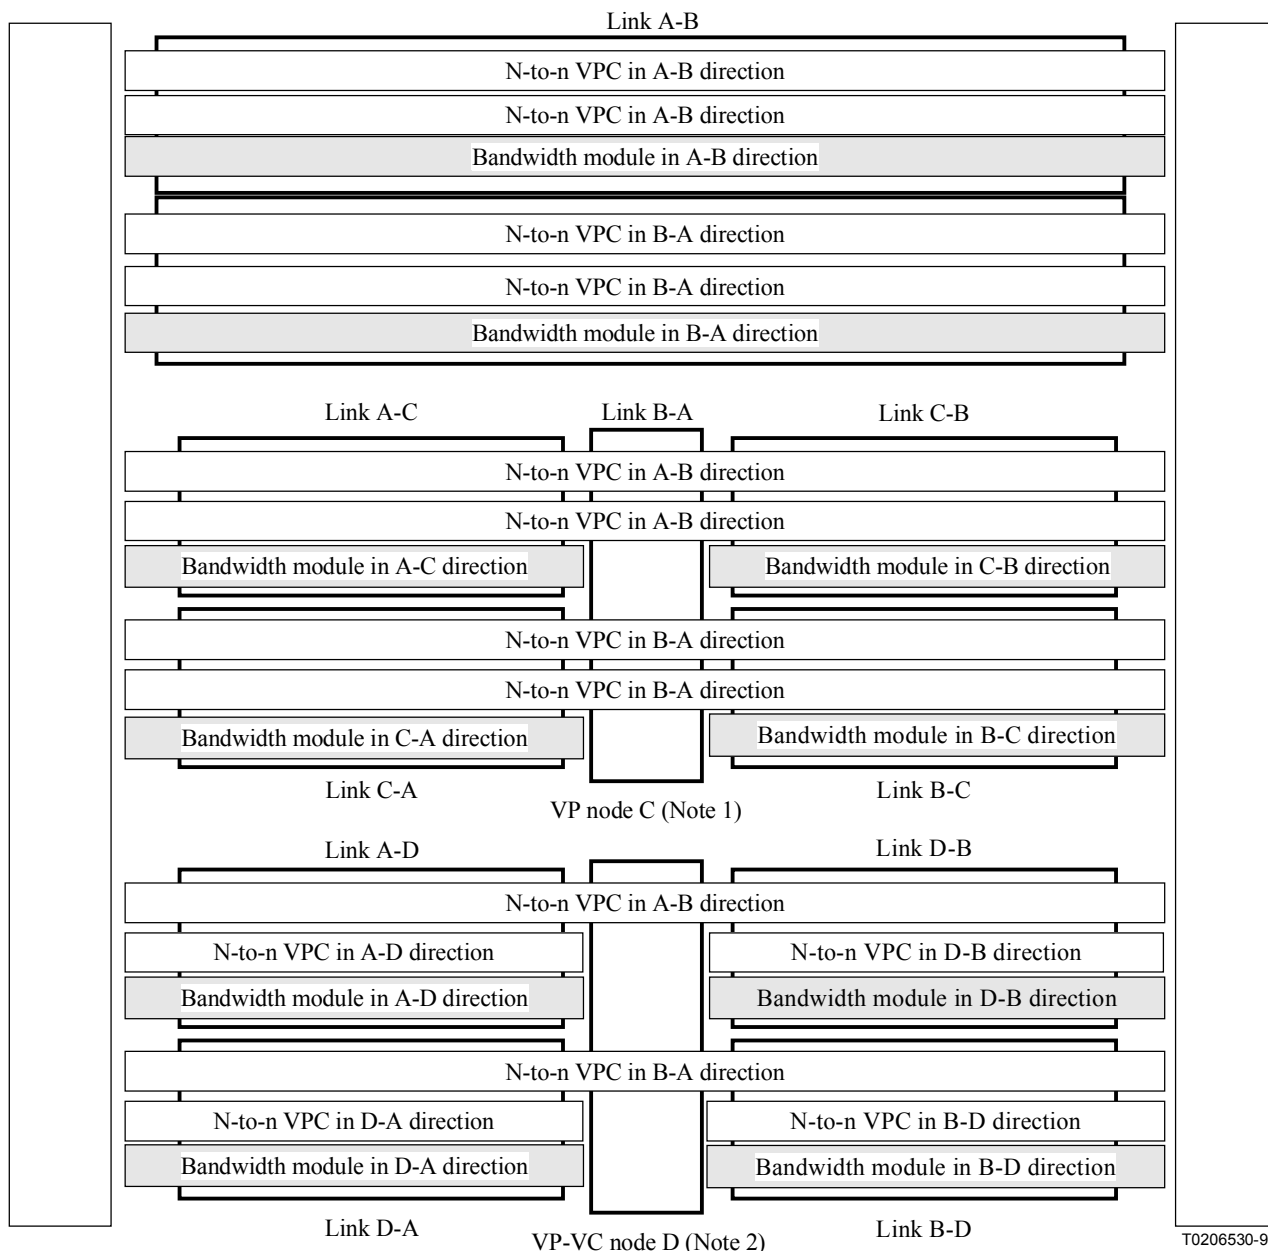 Link A-B
N-to-n VPC in A-B direction
N-to-n VPC in A-B direction
Bandwidth module in A-B direction
N-to-n VPC in B-A direction
N-to-n VPC in B-A direction
Bandwidth module in B-A direction
Link A-C
Link B-A
Link C-B
N-to-n VPC in A-B direction
N-to-n VPC in A-B direction
Bandwidth module in A-C direction
Bandwidth module in C-B direction
N-to-n VPC in B-A direction
N-to-n VPC in B-A direction
Bandwidth module in C-A direction
Bandwidth module in B-C direction
Link C-A
Link B-C
VP node C (Note 1)
Link A-D
Link D-B
N-to-n VPC in A-B direction
N-to-n VPC in A-D direction
N-to-n VPC in D-B direction
Bandwidth module in A-D direction
Bandwidth module in D-B direction
N-to-n VPC in B-A direction
N-to-n VPC in D-A direction
N-to-n VPC in B-D direction
Bandwidth module in D-A direction
Bandwidth module in B-D direction
Link D-A
Link B-D
VP-VC node D (Note 2)
T0206530-9